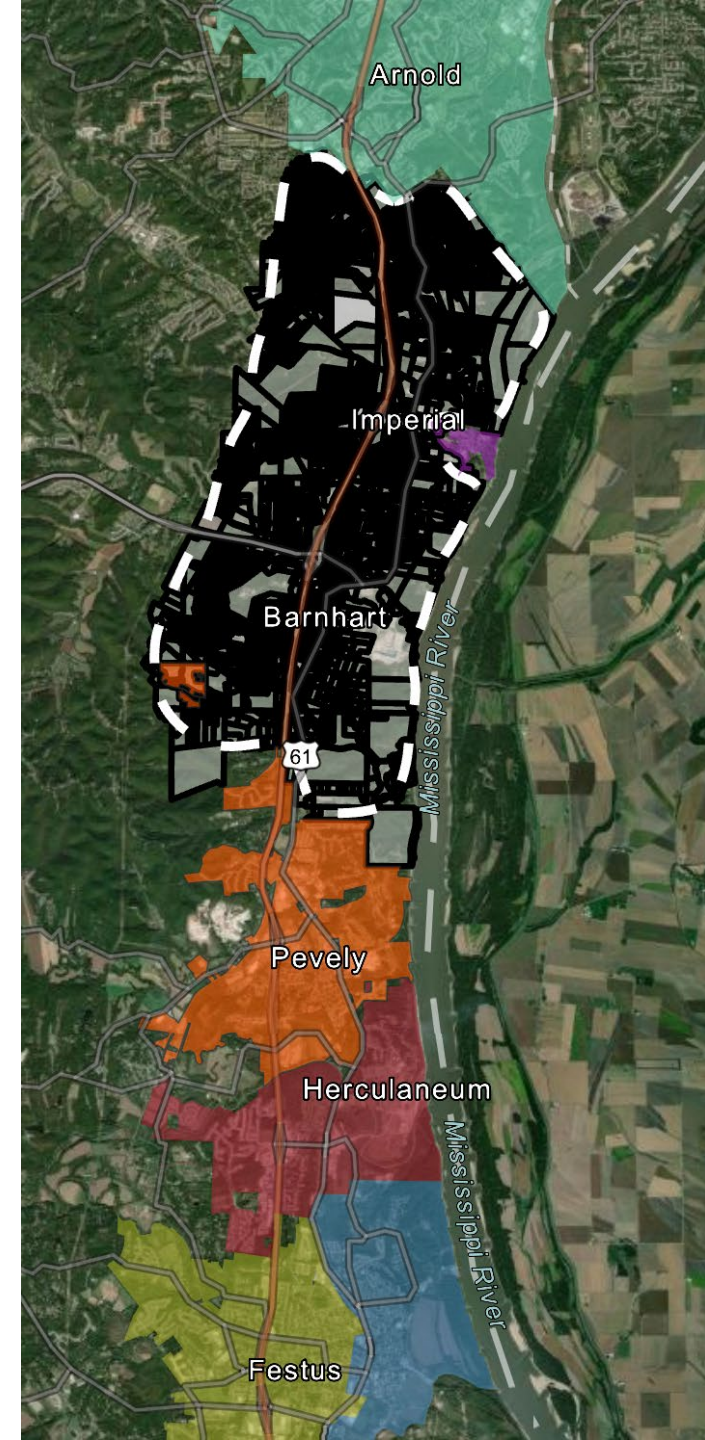 Arnold
Imperial
Barnhart
Mississippi River
61
Pevely
Herculaneum
Mississippi River
Festus